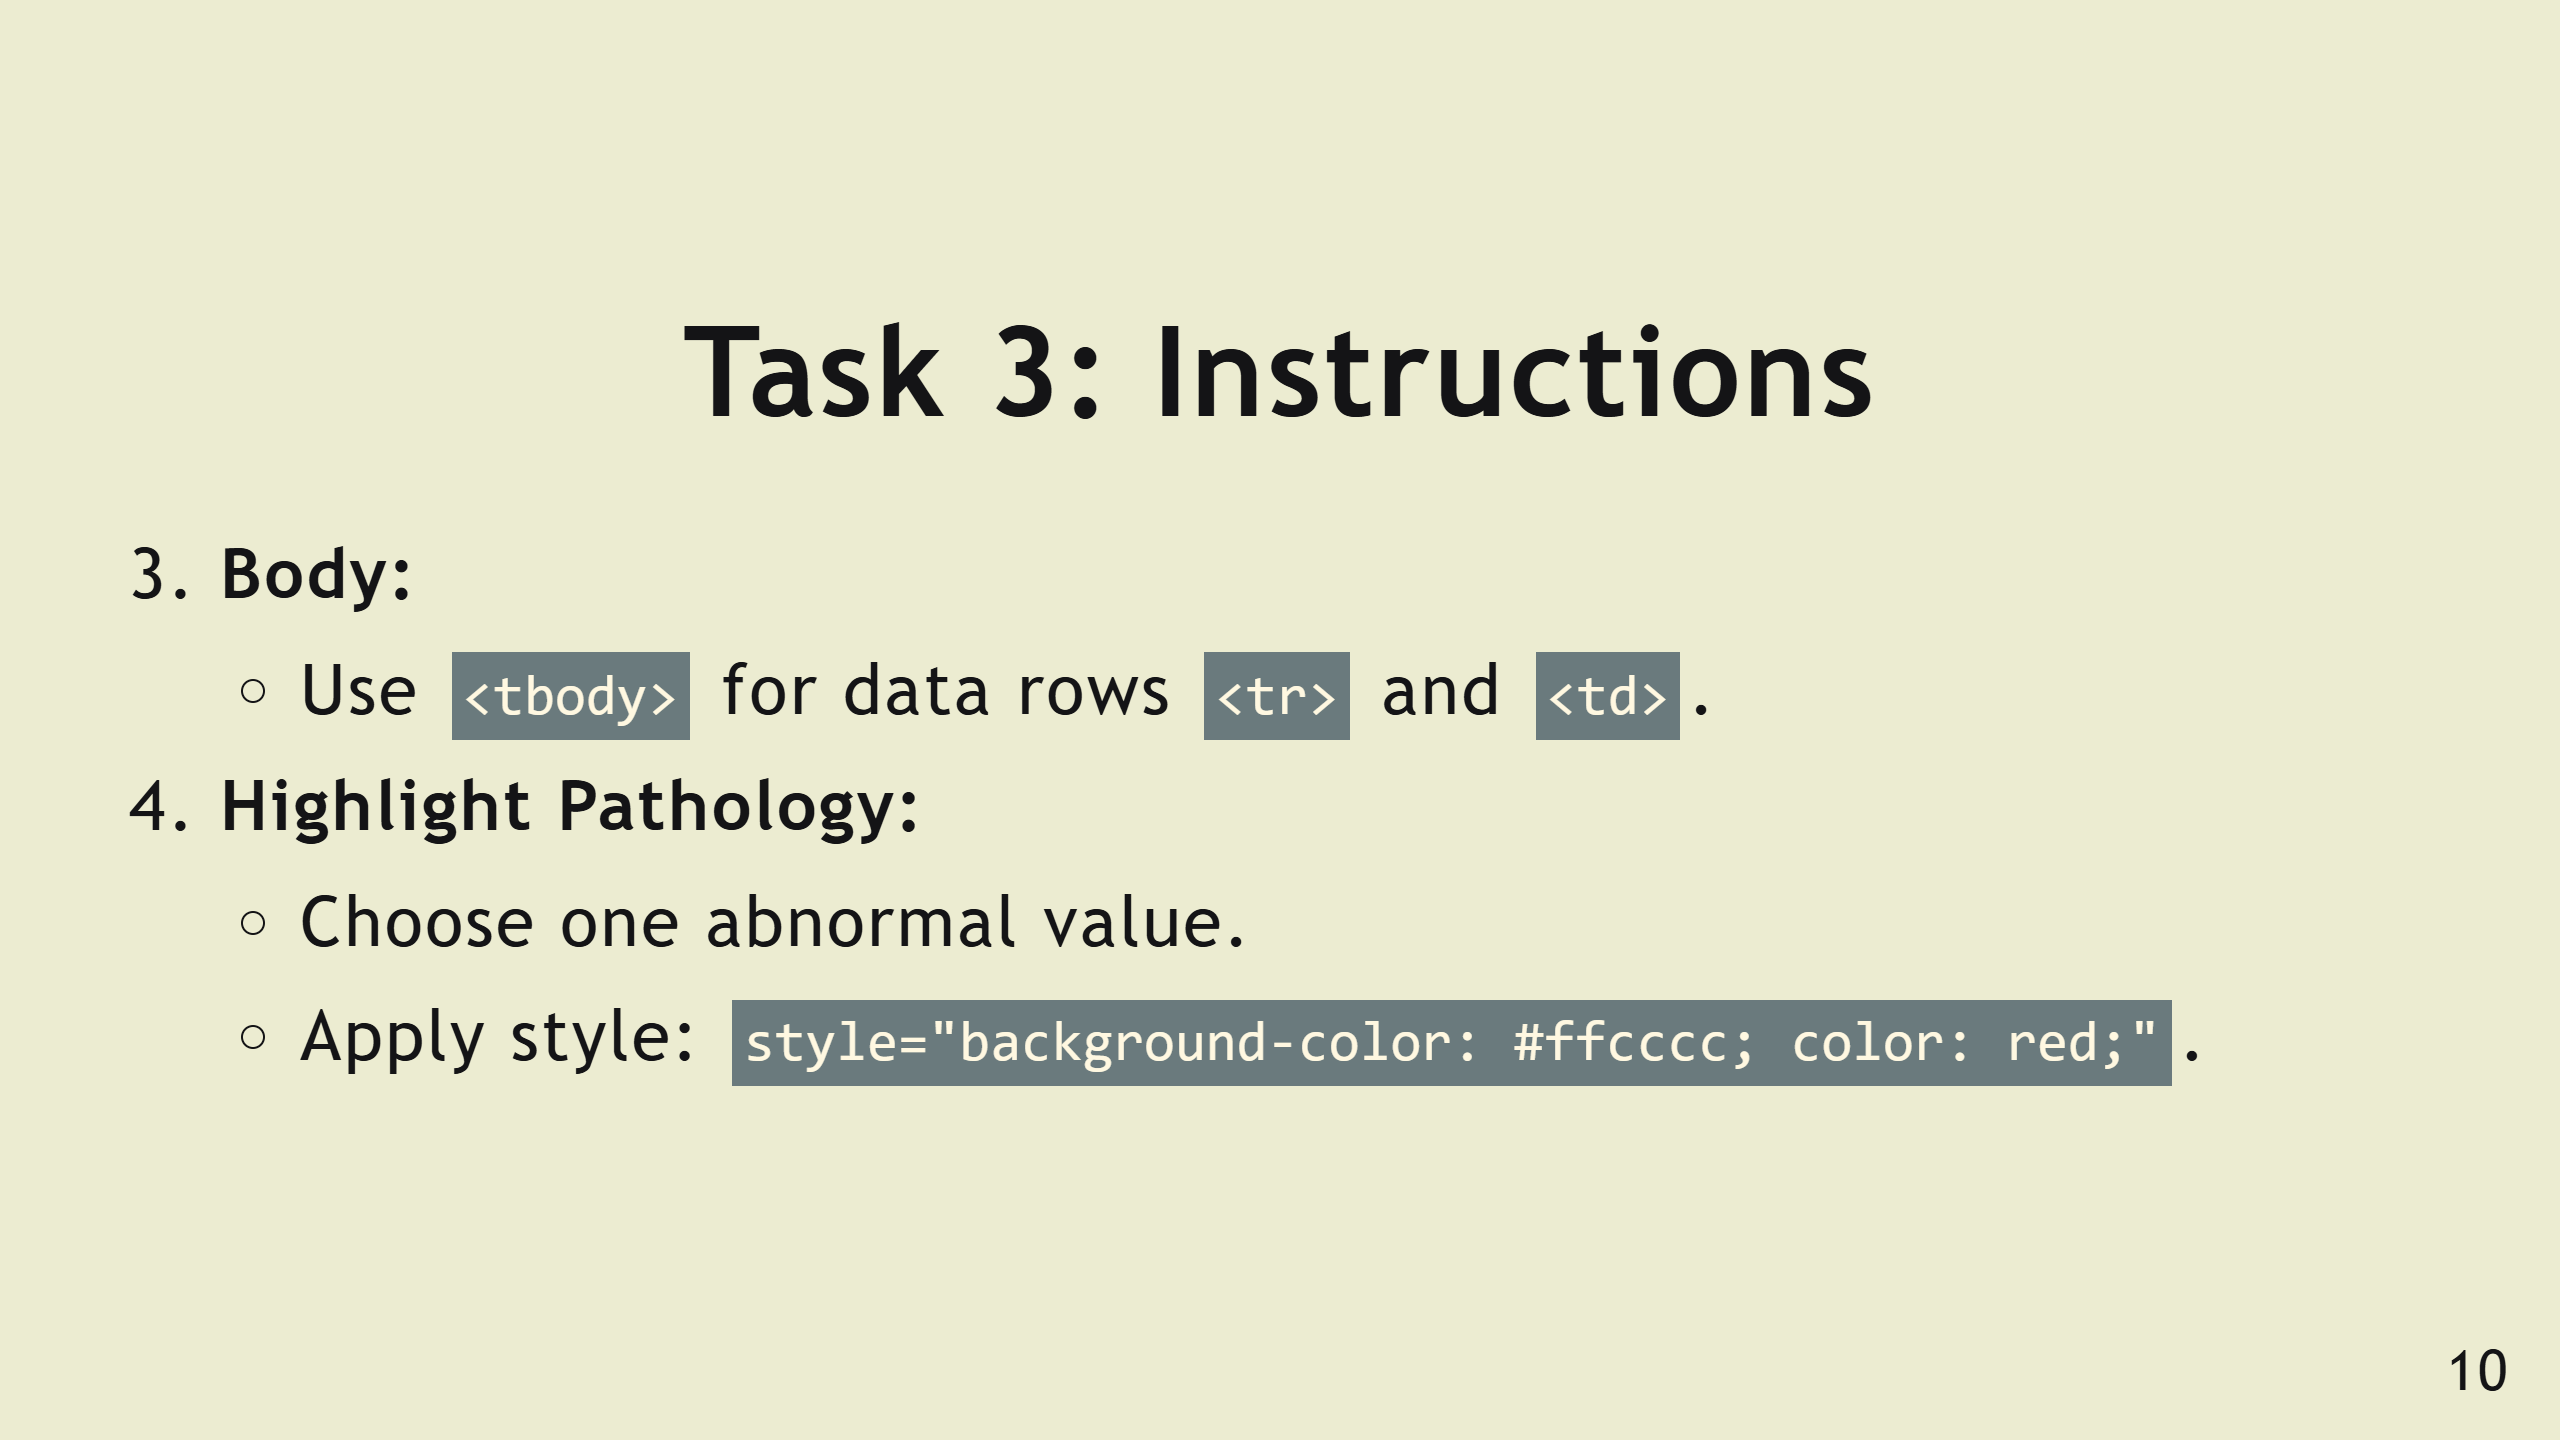 Task 3: Instructions
3. Body:
○ Use <tbody> for data rows <tr> and <td>.
4. Highlight Pathology:
○ Choose one abnormal value.
○ Apply style: style="background-color: #ffcccc; color: red;".
10